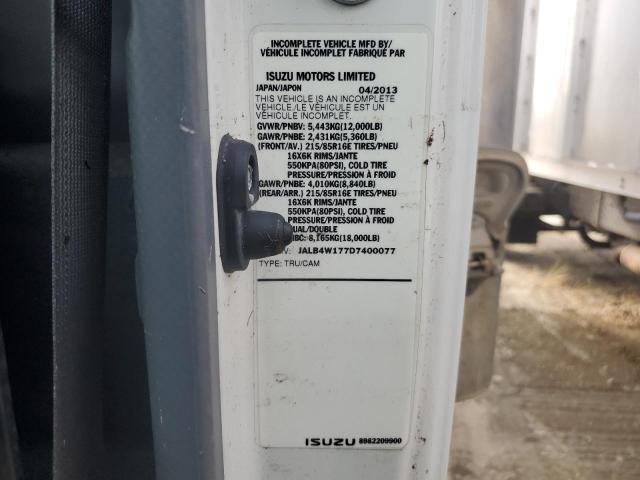 INCOMPLETE VEHICLE MFD BY/
VÉHICULE INCOMPLET FABRIQUÉ PAR
ISUZU MOTORS LIMITED
JAPAN/JAPON 04/2013
THIS VEHICLE IS AN INCOMPLETE
VEHICLE./LE VÉHICULE EST UN
VÉHICULE INCOMPLET.
GVWR/PNBV: 5,443KG(12,000LB)
GAWR/PNBE: 2,431KG(5,360LB)
(FRONT/AV.) 215/85R16E TIRES/PNEU
16X6K RIMS/JANTE
550KPA(80PSI), COLD TIRE
PRESSURE/PRESSION À FROID
GAWR/PNBE: 4,010KG(8,840LB)
(REAR/ARR.) 215/85R16E TIRES/PNEU
16X6K RIMS/JANTE
550KPA(80PSI), COLD TIRE
PRESSURE/PRESSION À FROID
UAL/DOUBLE
BC: 8,165KG(18,000LB)
V: JALB4W177D7400077
TYPE: TRU/CAM
ISUZU 8982209900